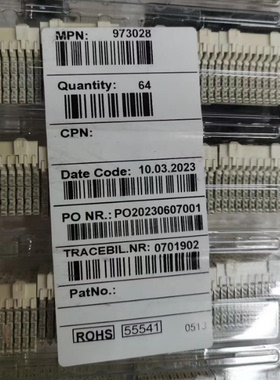 MPN: 973028
Quantity: 64
CPN:
Date Code: 10.03.2023
PO NR.: PO20230607001
TRACEBIL.NR: 0701902
PatNo.:
ROHS 55541 051J